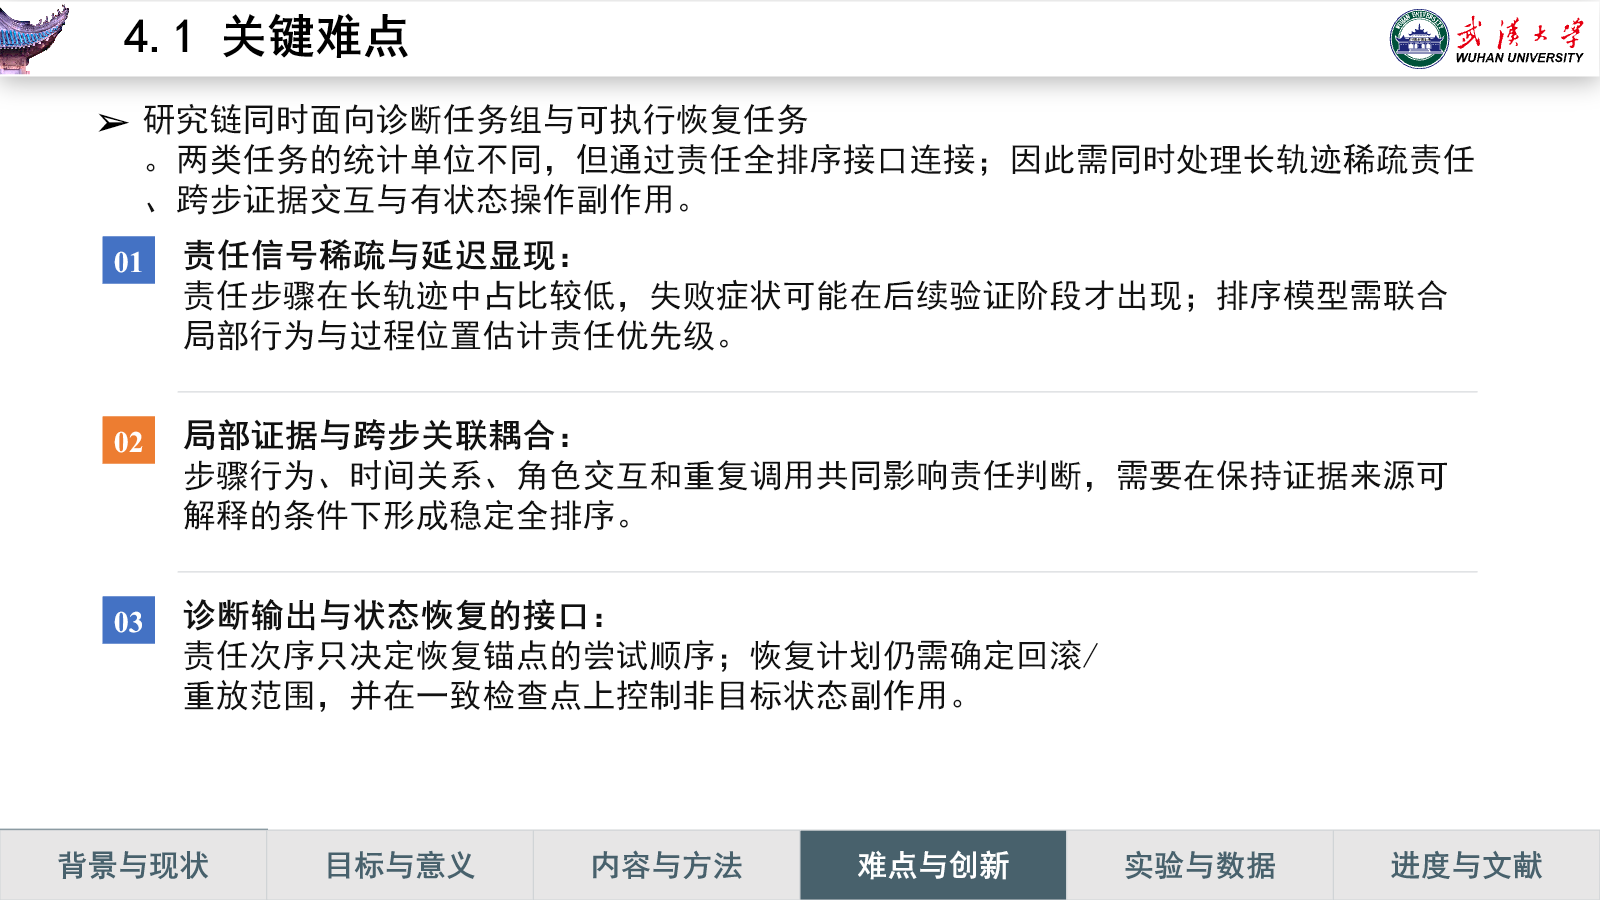 4.1 关键难点
武汉大学
WUHAN UNIVERSITY
➢ 研究链同时面向诊断任务组与可执行恢复任务
。两类任务的统计单位不同，但通过责任全排序接口连接；因此需同时处理长轨迹稀疏责任
、跨步证据交互与有状态操作副作用。
01
责任信号稀疏与延迟显现：
责任步骤在长轨迹中占比较低，失败症状可能在后续验证阶段才出现；排序模型需联合
局部行为与过程位置估计责任优先级。
02
局部证据与跨步关联耦合：
步骤行为、时间关系、角色交互和重复调用共同影响责任判断，需要在保持证据来源可
解释的条件下形成稳定全排序。
03
诊断输出与状态恢复的接口：
责任次序只决定恢复锚点的尝试顺序；恢复计划仍需确定回滚/
重放范围，并在一致检查点上控制非目标状态副作用。
背景与现状
目标与意义
内容与方法
难点与创新
实验与数据
进度与文献